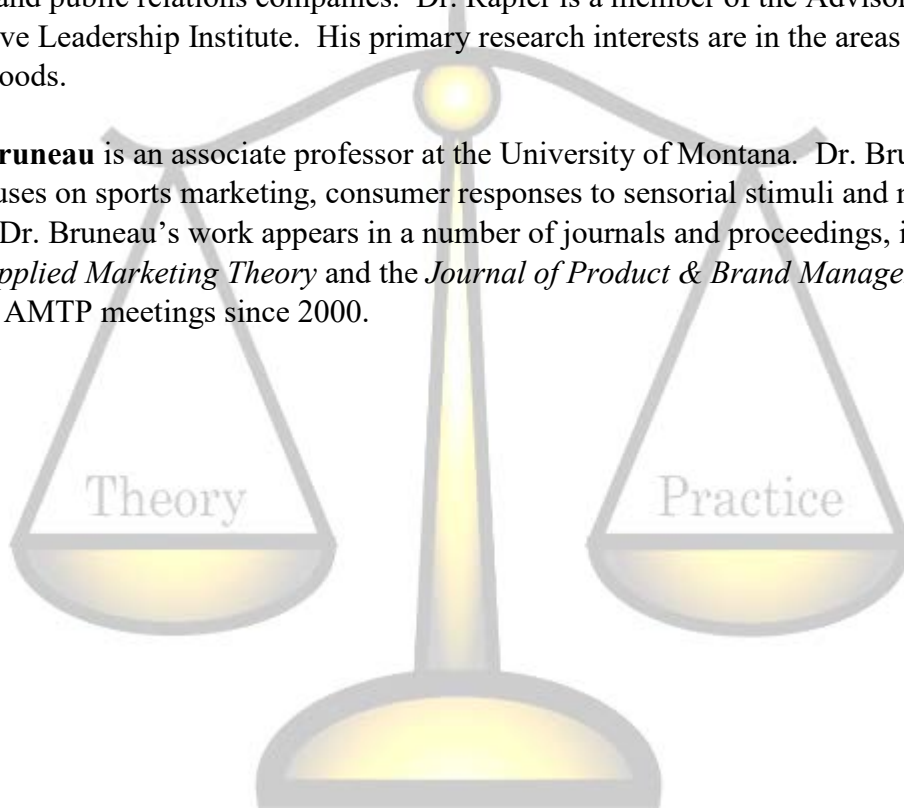 and public relations companies. Dr. Rapier is a member of the Advisor
ve Leadership Institute. His primary research interests are in the areas
oods.
runeau is an associate professor at the University of Montana. Dr. Bru
uses on sports marketing, consumer responses to sensorial stimuli and r
Dr. Bruneau's work appears in a number of journals and proceedings, i
pplied Marketing Theory and the Journal of Product & Brand Manage
AMTP meetings since 2000.
Theory
Practice